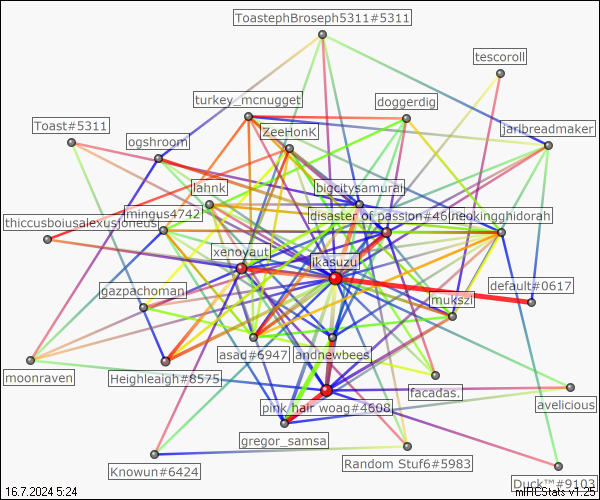 ToastephBroseph5311#5311
tescoroll
turkey_mcnugget
doggerdig
Toast#5311
ZeeHonK
jarlbreadmaker
ogshroom
lahnk
bigcitysamurai
mingus4742
disaster of passion#46
neokingghidorah
thiccusboiusalexusjoneus
xenoyaut
ikasuzu
default#0617
gazpachoman
mukszi
asad#6947
andnewbees
moonraven
Heighleaigh#8575
facadas.
avelicious
pink hair woag#4608
gregor_samsa
Random Stuf6#5983
Knowun#6424
Duck™#9103
16.7.2024 5:24
mIRCStats v1.25